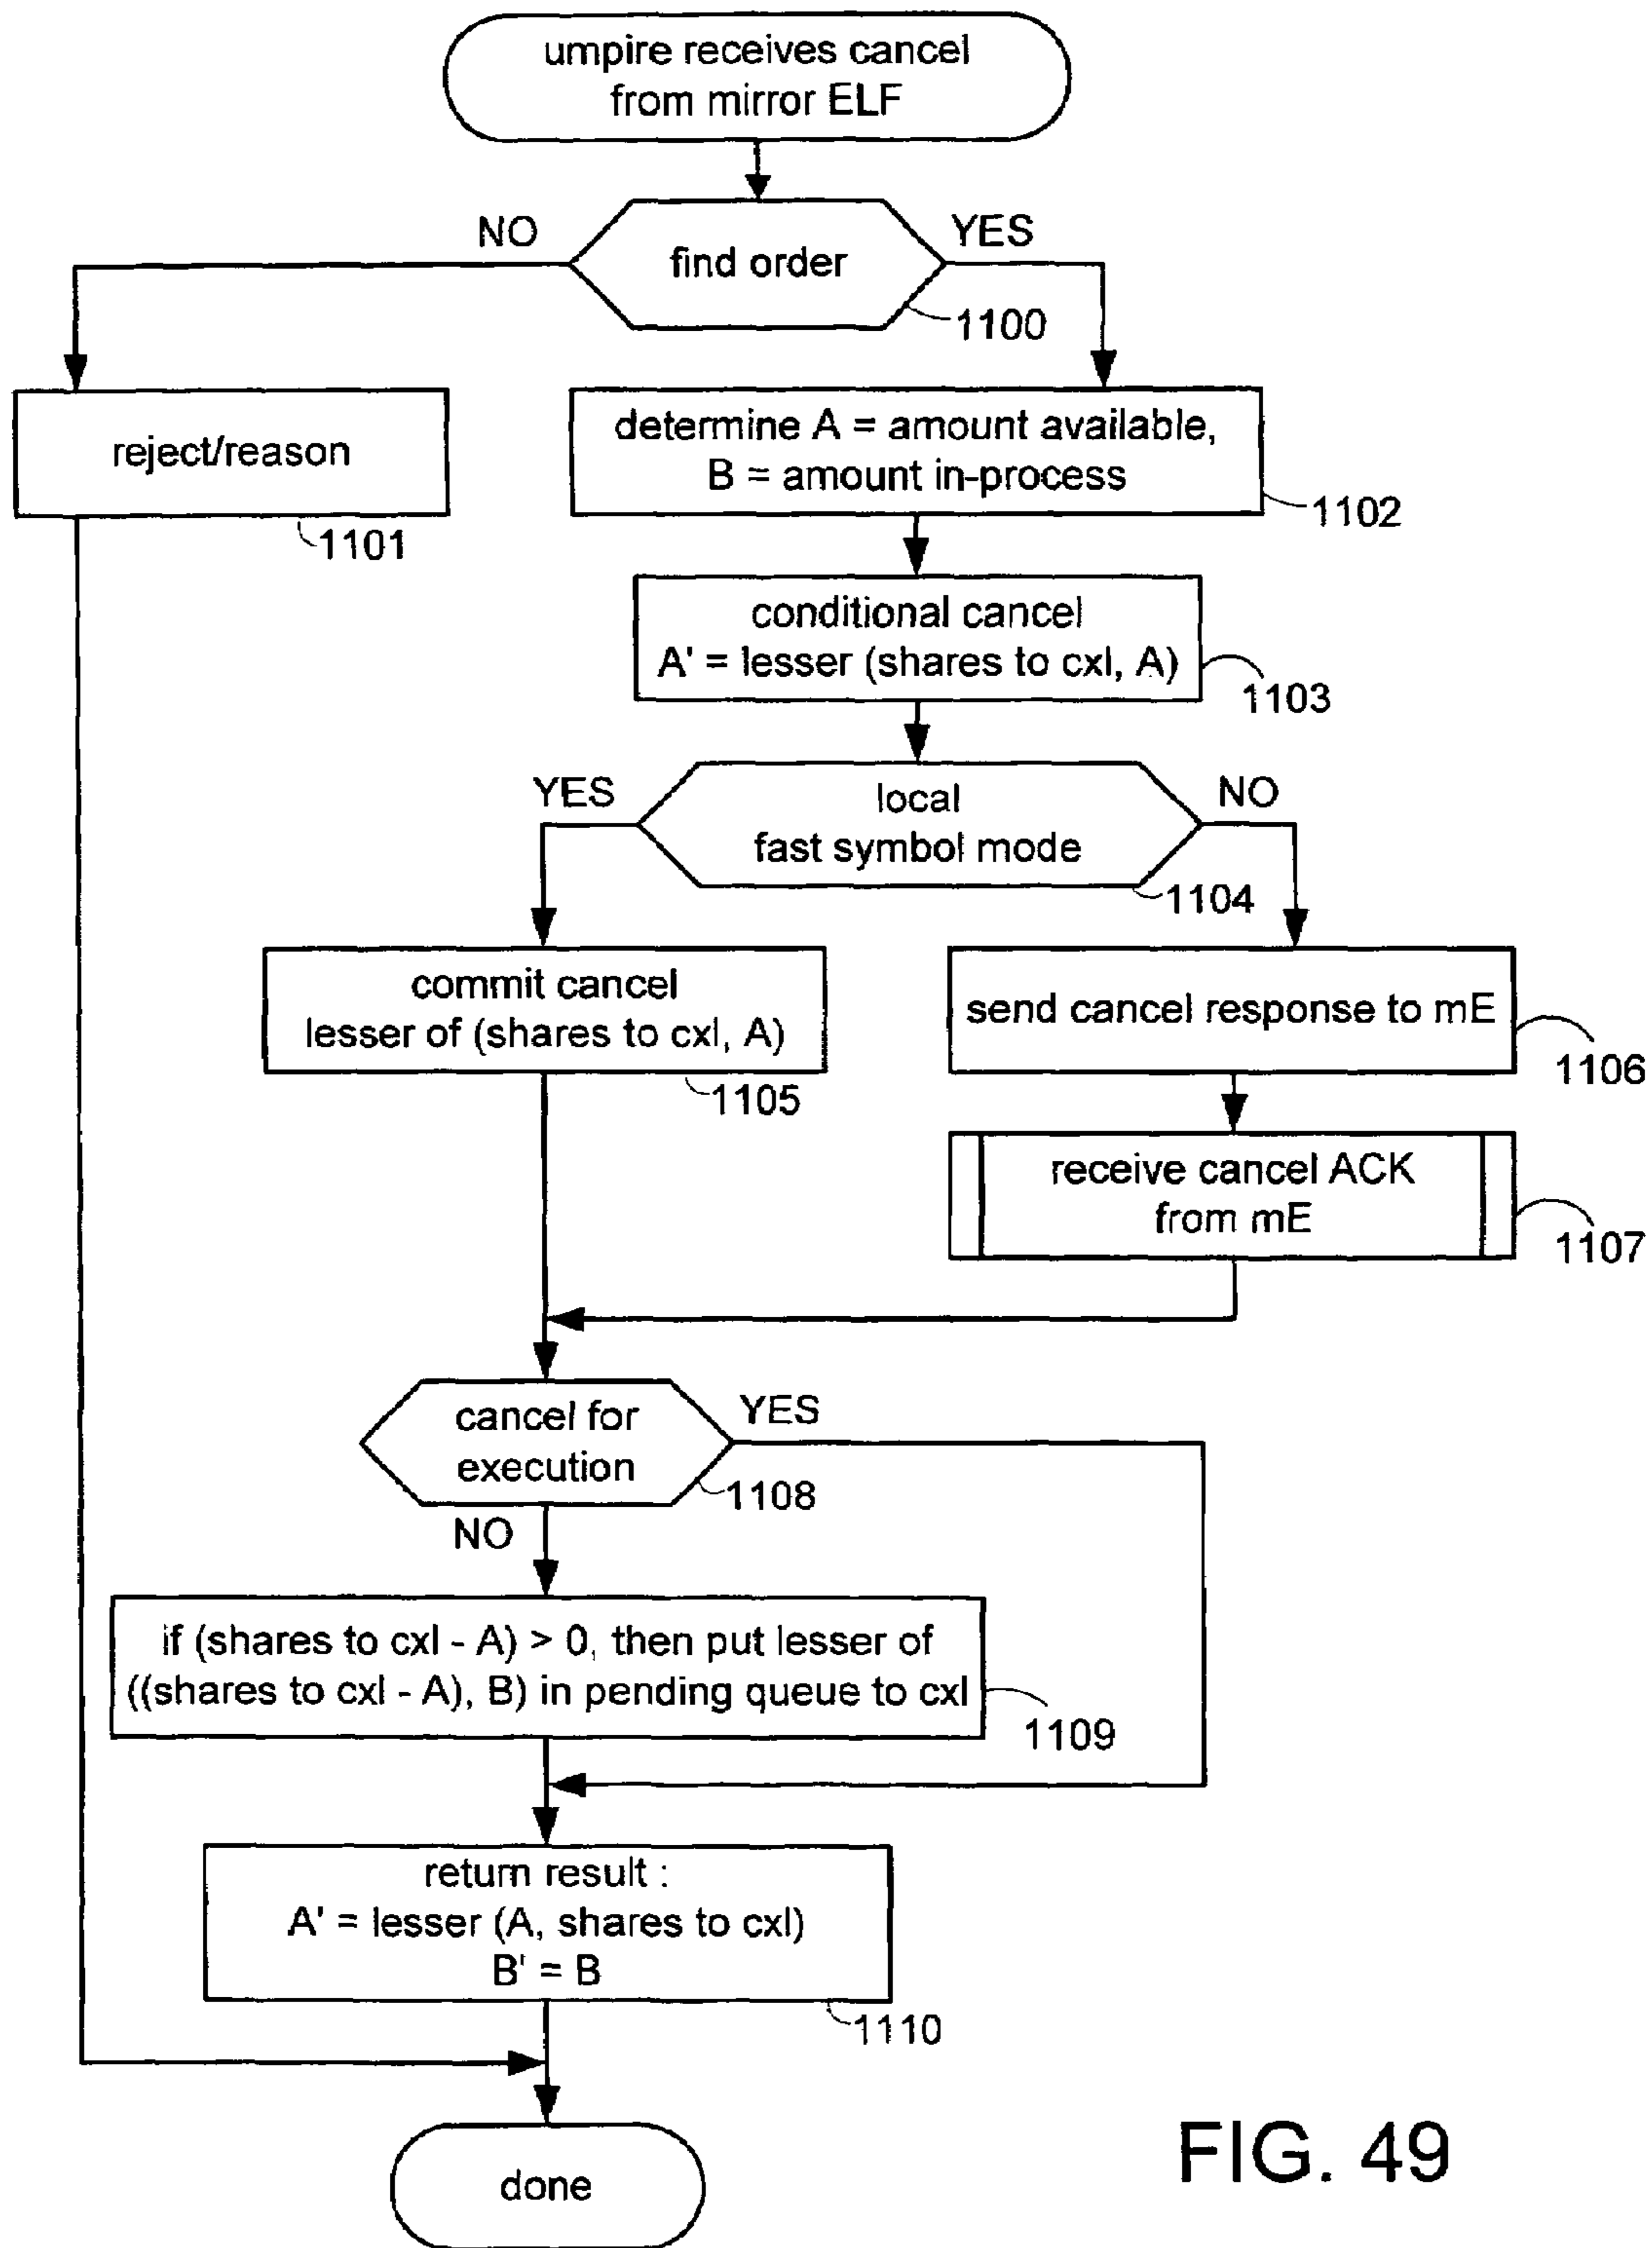 umpire receives cancel
from mirror ELF
NO
YES
find order
1100
reject/reason
1101
determine A = amount available,
B = amount in-process
1102
conditional cancel
A' = lesser (shares to cxl, A)
1103
YES
NO
local
fast symbol mode
1104
commit cancel
lesser of (shares to cxl, A)
1105
send cancel response to mE
1106
receive cancel ACK
from mE
1107
cancel for
execution
YES
1108
NO
if (shares to cxl - A) > 0, then put lesser of
((shares to cxl - A), B) in pending queue to cxl
1109
return result :
A' = lesser (A, shares to cxl)
B' = B
1110
done
FIG. 49